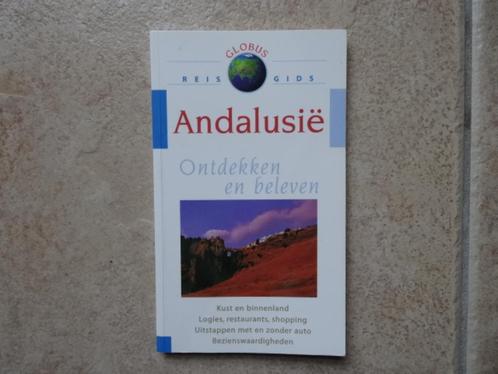 GLOBUS
REIS GIDS
Andalusië
Ontdekken
en beleven
Kust en binnenland
Logies, restaurants, shopping
Uitstappen met en zonder auto
Bezienswaardigheden